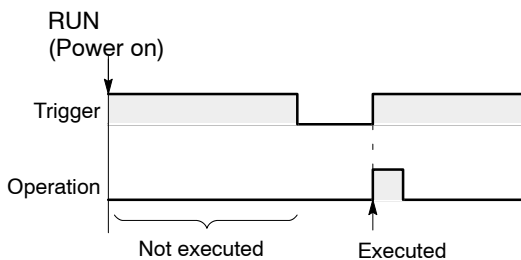 RUN
(Power on)
Trigger
Operation
Not executed
Executed